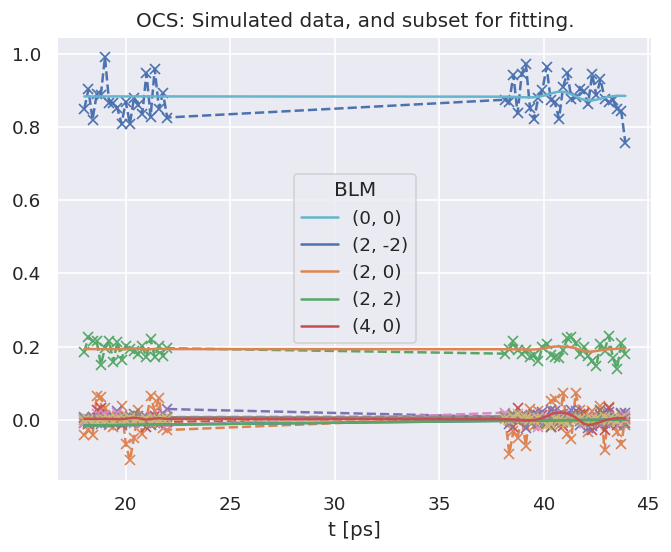 OCS: Simulated data, and subset for fitting.
1.0
0.8
0.6
0.4
0.2
0.0
BLM
(0, 0)
(2, -2)
(2, 0)
(2, 2)
(4, 0)
20 25 30 35 40 45
t [ps]